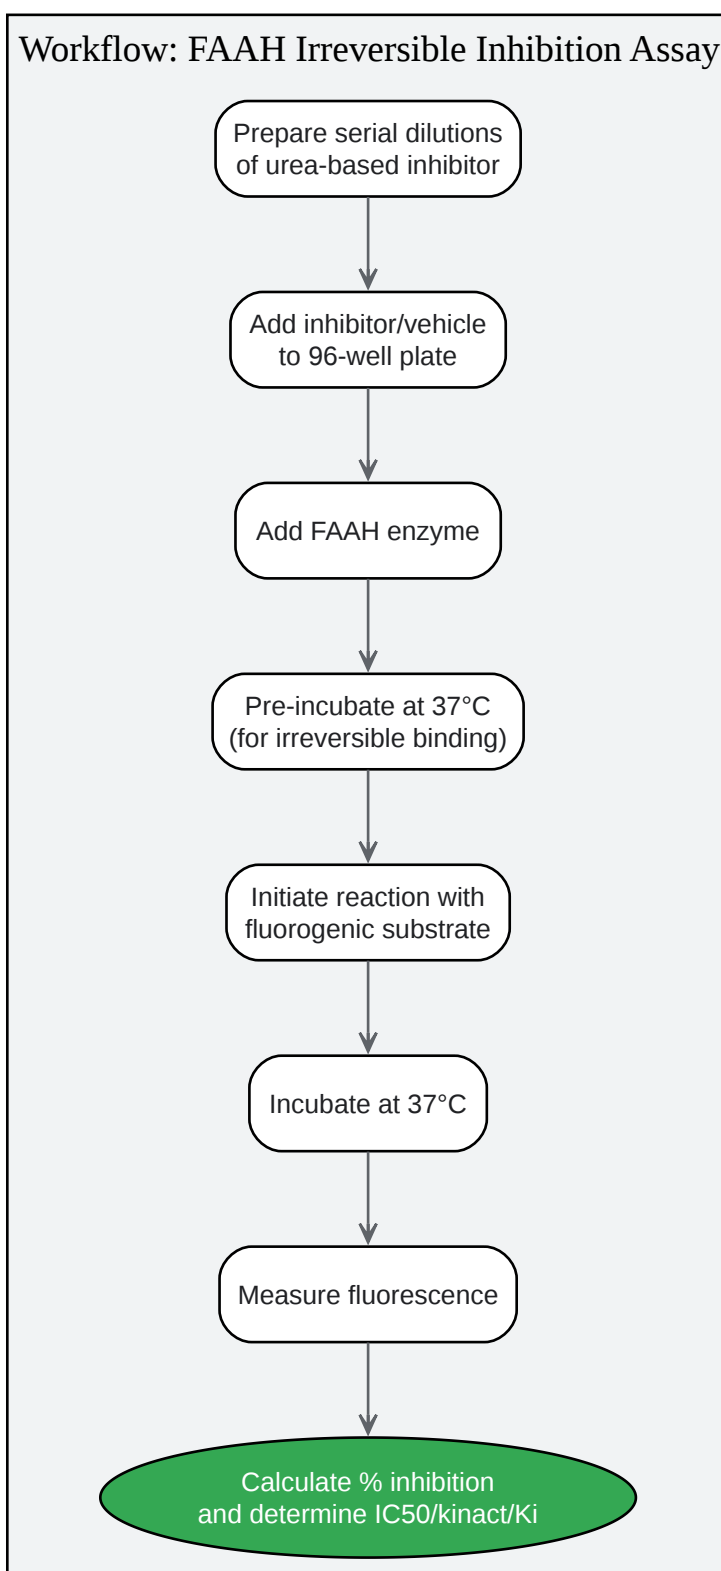 Workflow: FAAH Irreversible Inhibition Assay
Prepare serial dilutions
of urea-based inhibitor
Add inhibitor/vehicle
to 96-well plate
Add FAAH enzyme
Pre-incubate at 37°C
(for irreversible binding)
Initiate reaction with
fluorogenic substrate
Incubate at 37°C
Measure fluorescence
Calculate % inhibition
and determine IC50/kinact/Ki